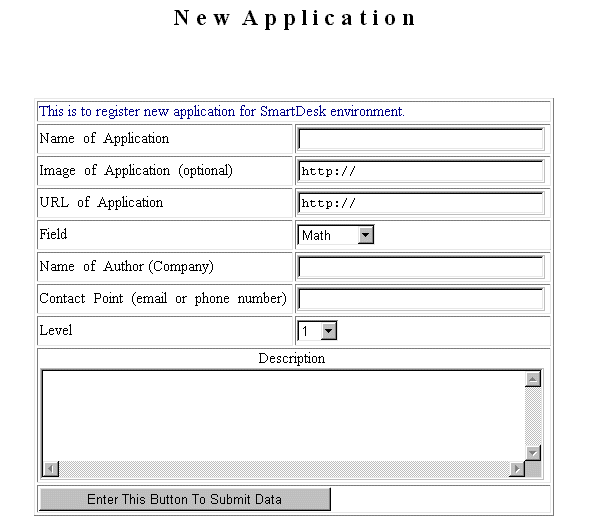 New Application
This is to register new application for SmartDesk environment.
Name of Application
Image of Application (optional)
http://
URL of Application
http://
Field
Math
Name of Author (Company)
Contact Point (email or phone number)
Level
1
Description
Enter This Button To Submit Data